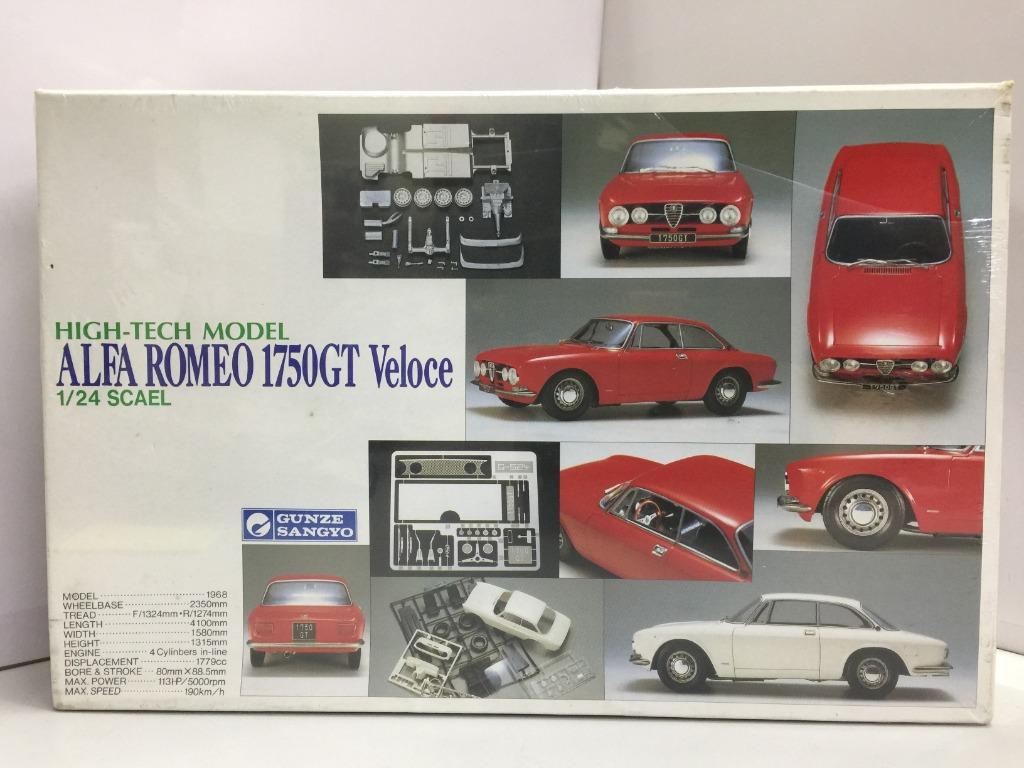 HIGH-TECH MODEL
ALFA ROMEO 1750GT Veloce
1/24 SCAEL
1750GT
1750GT
G-524
GUNZE
SANGYO
1750
GT
MODEL 1968
WHEELBASE 2350mm
TREAD F/1324mm·R/1274mm
LENGTH 4100mm
WIDTH 1580mm
HEIGHT 1315mm
ENGINE 4 Cylinbers in-line
DISPLACEMENT 1779cc
BORE & STROKE 80mm×88.5mm
MAX. POWER 113HP/5000rpm
MAX. SPEED 190km/h